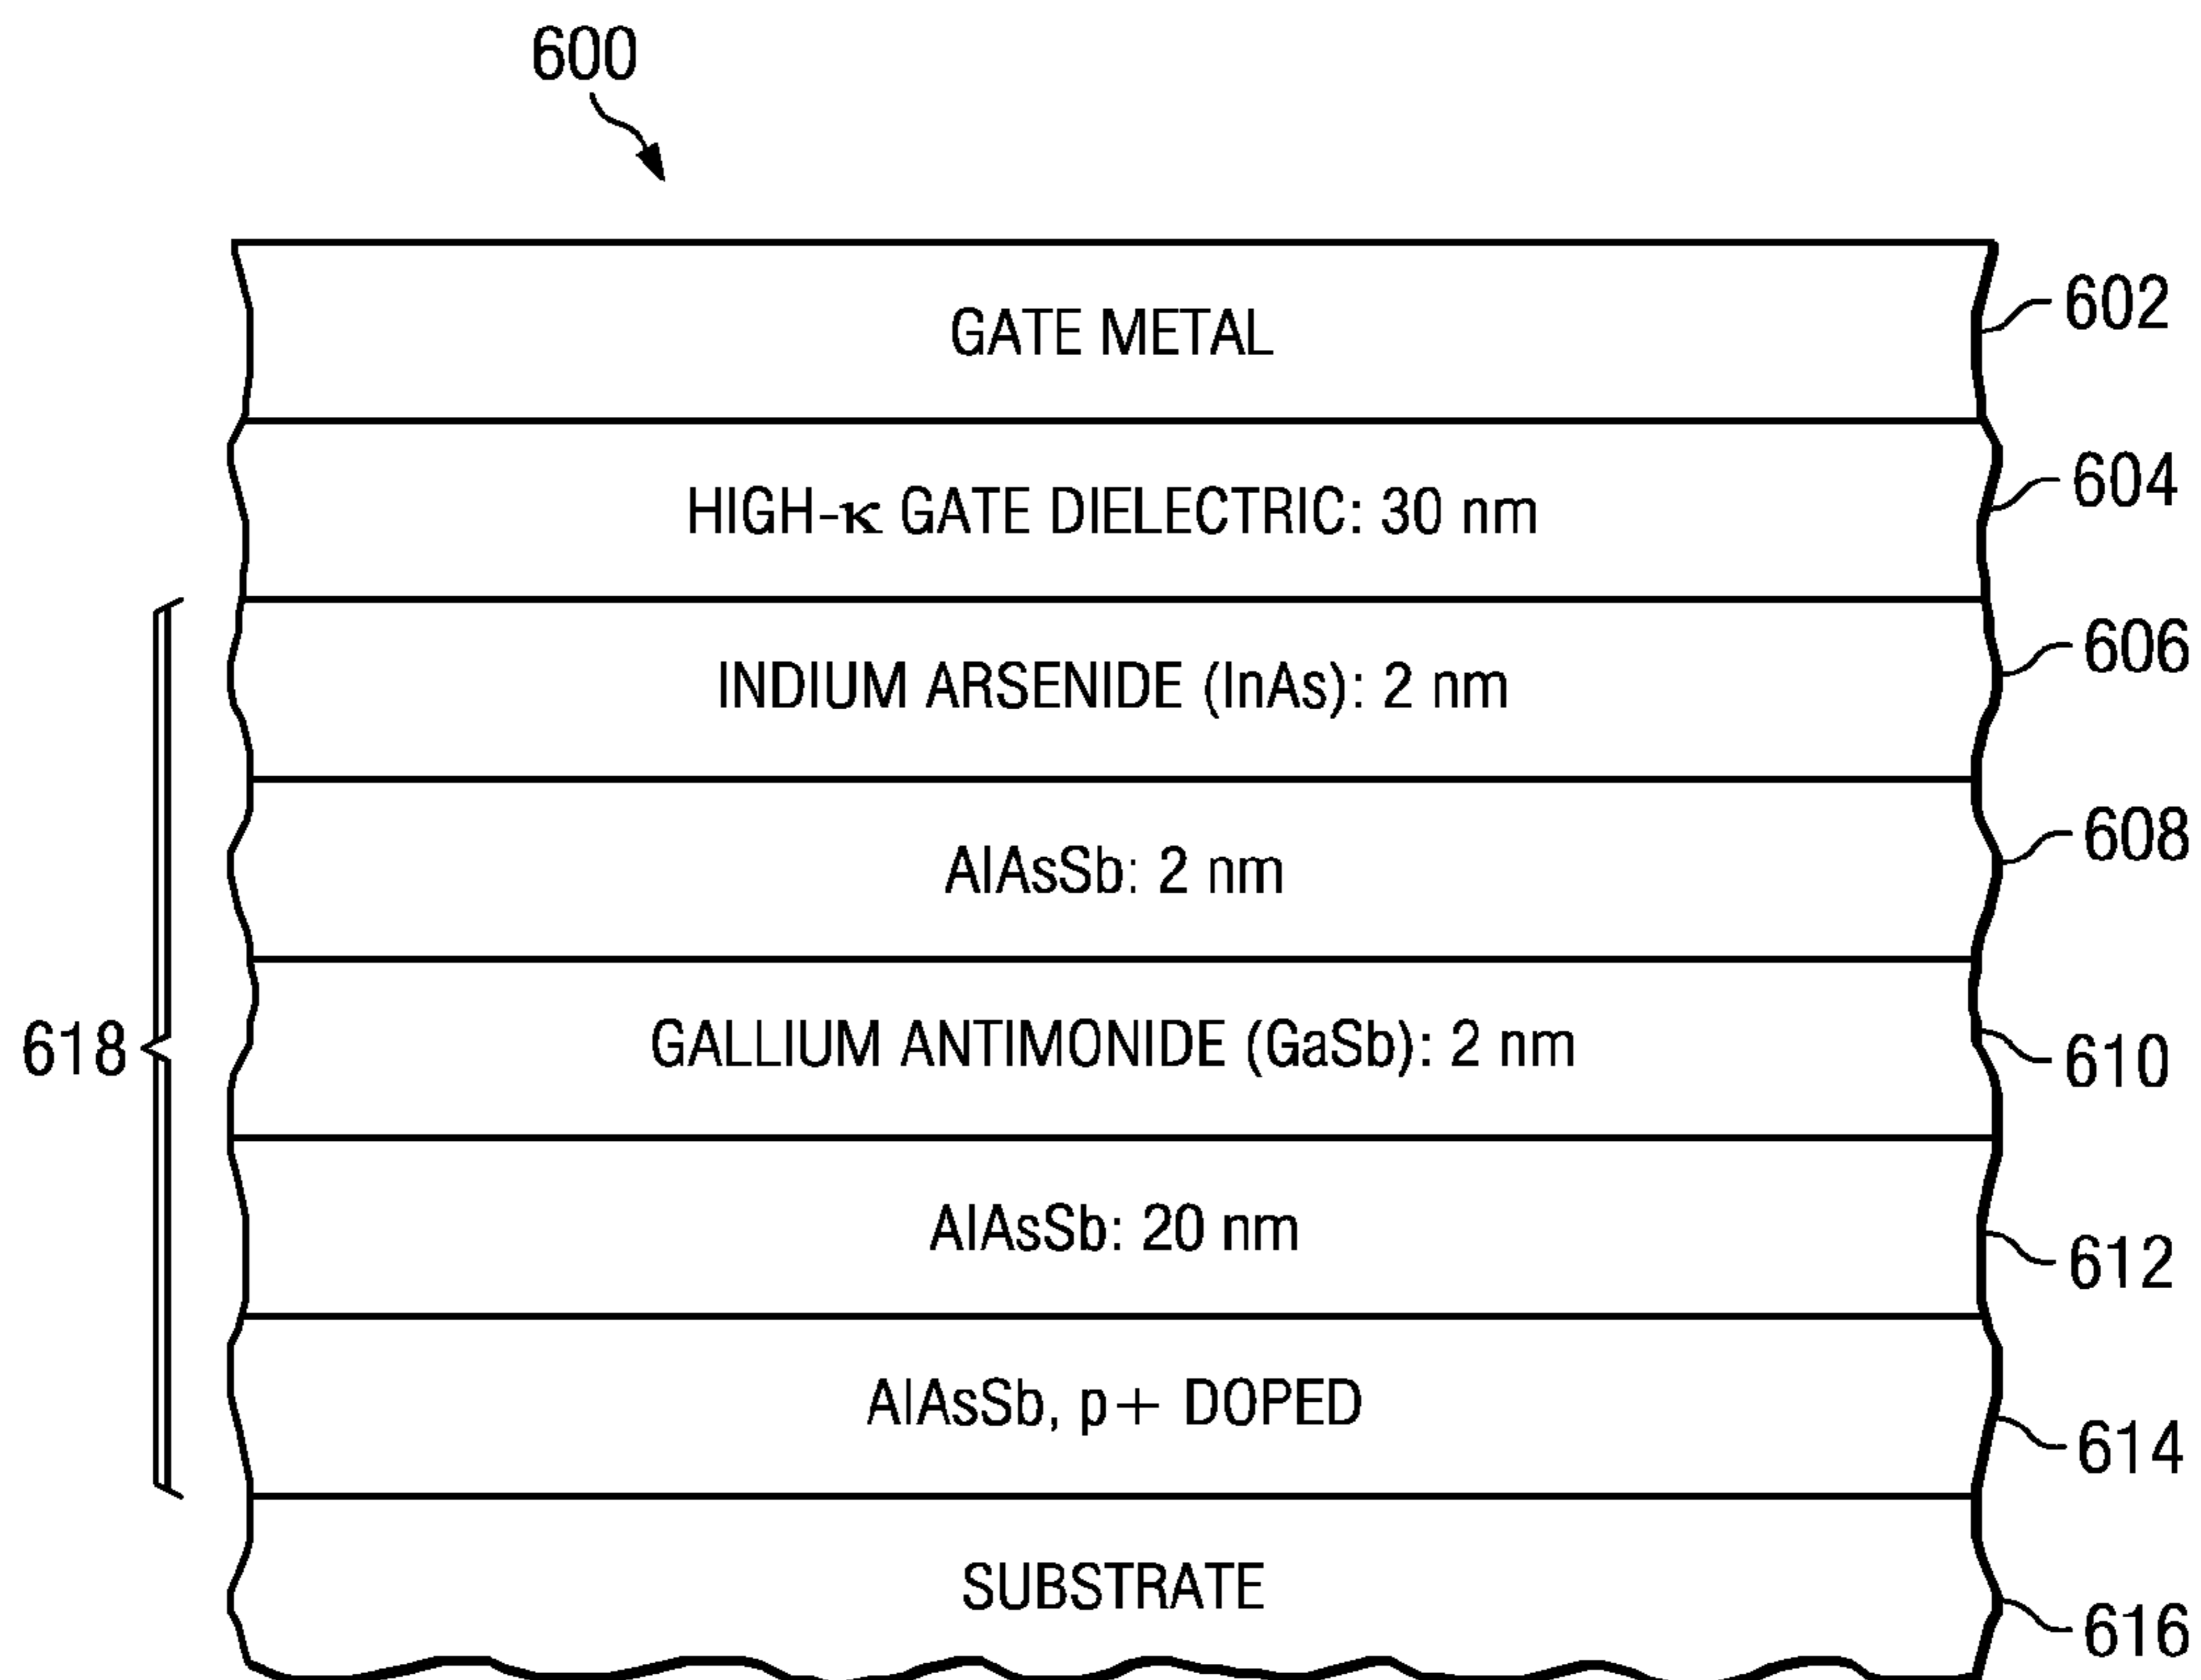 600
GATE METAL
602
HIGH-κ GATE DIELECTRIC: 30 nm
604
INDIUM ARSENIDE (InAs): 2 nm
606
AlAsSb: 2 nm
608
618
GALLIUM ANTIMONIDE (GaSb): 2 nm
610
AlAsSb: 20 nm
612
AlAsSb, p+ DOPED
614
SUBSTRATE
616